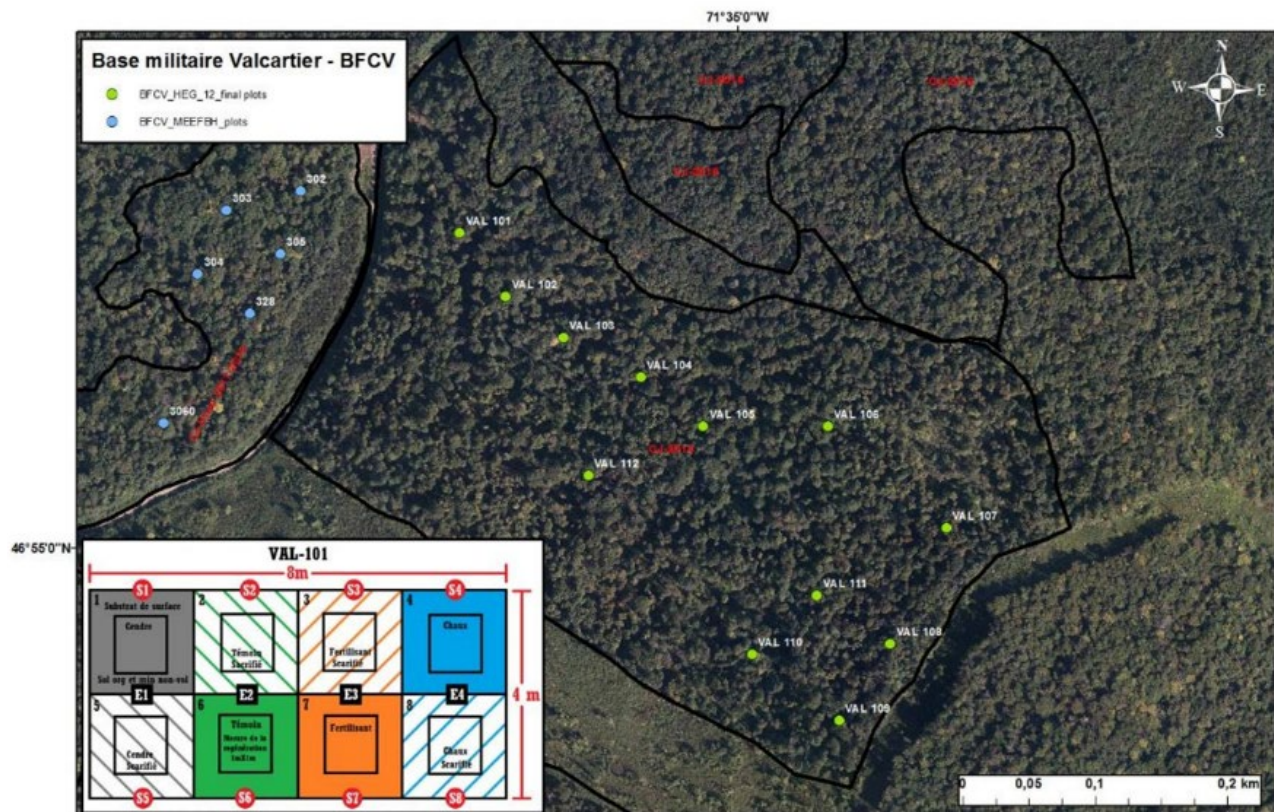 71°35'0"W
Base militaire Valcartier - BFCV
BFCV_HEG_12_final plots
BFCV_MEEFBH_plots
N
W E
S
302
303
305
304
328
3060
VAL 101
VAL 102
VAL 103
VAL 104
VAL 105
VAL 106
VAL 112
VAL 107
VAL 111
VAL 108
VAL 110
VAL 109
46°55'0"N
VAL-101
8m
S1 S2 S3 S4
1 2 3 4
Substrat de surface
Cendre
Témoin
Sacrifié
Fertilisant
Scarifié
Chaux
Sol org et min non-vol
E1 E2 E3 E4
4 m
5 6 7 8
Cendre
Scarifié
Témoin
Mesure de la
régénération
Fertilisant
Chaux
Scarifié
S5 S6 S7 S8
0 0,05 0,1 0,2 km